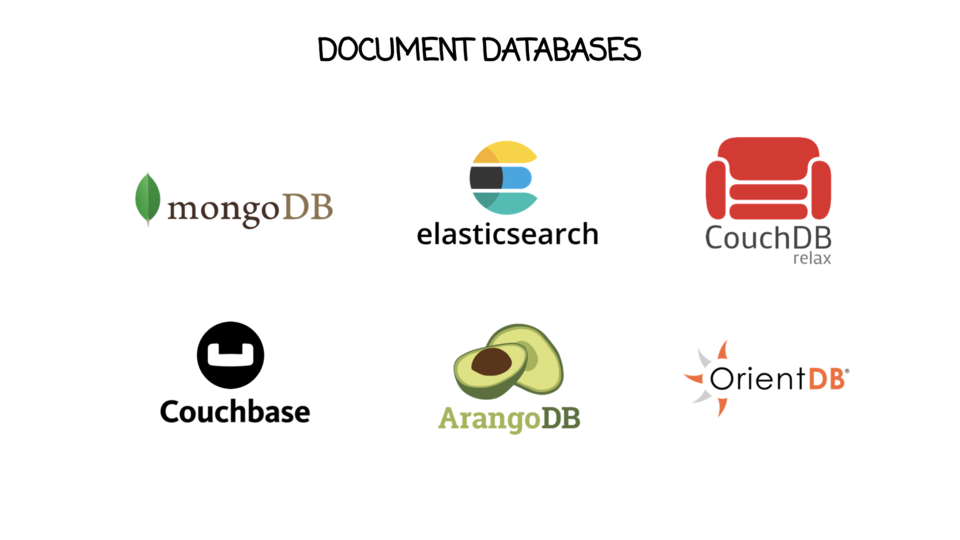 DOCUMENT DATABASES
mongoDB
elasticsearch
CouchDB
relax
Couchbase
ArangoDB
OrientDB®